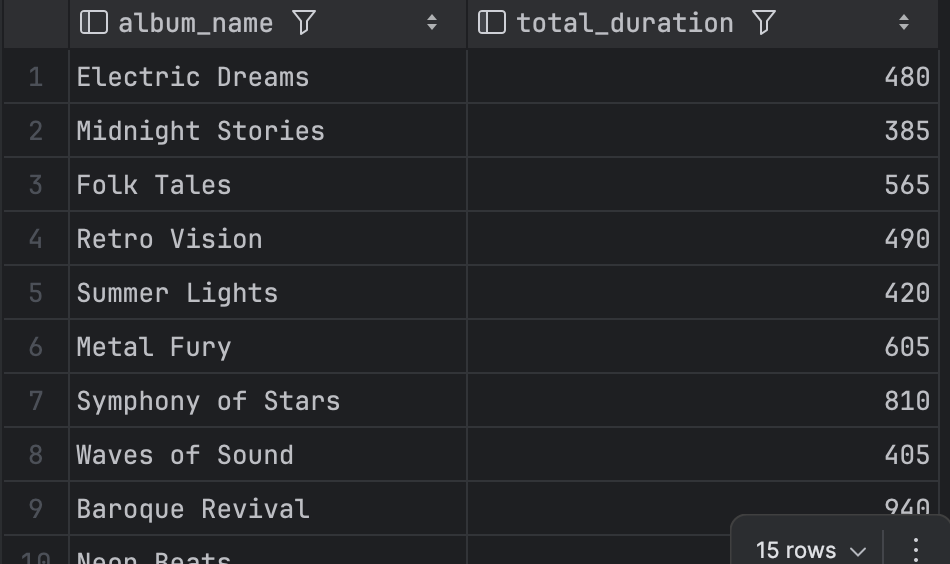 album_name total_duration
1 Electric Dreams 480
2 Midnight Stories 385
3 Folk Tales 565
4 Retro Vision 490
5 Summer Lights 420
6 Metal Fury 605
7 Symphony of Stars 810
8 Waves of Sound 405
9 Baroque Revival 940
10 Neon Beats
15 rows